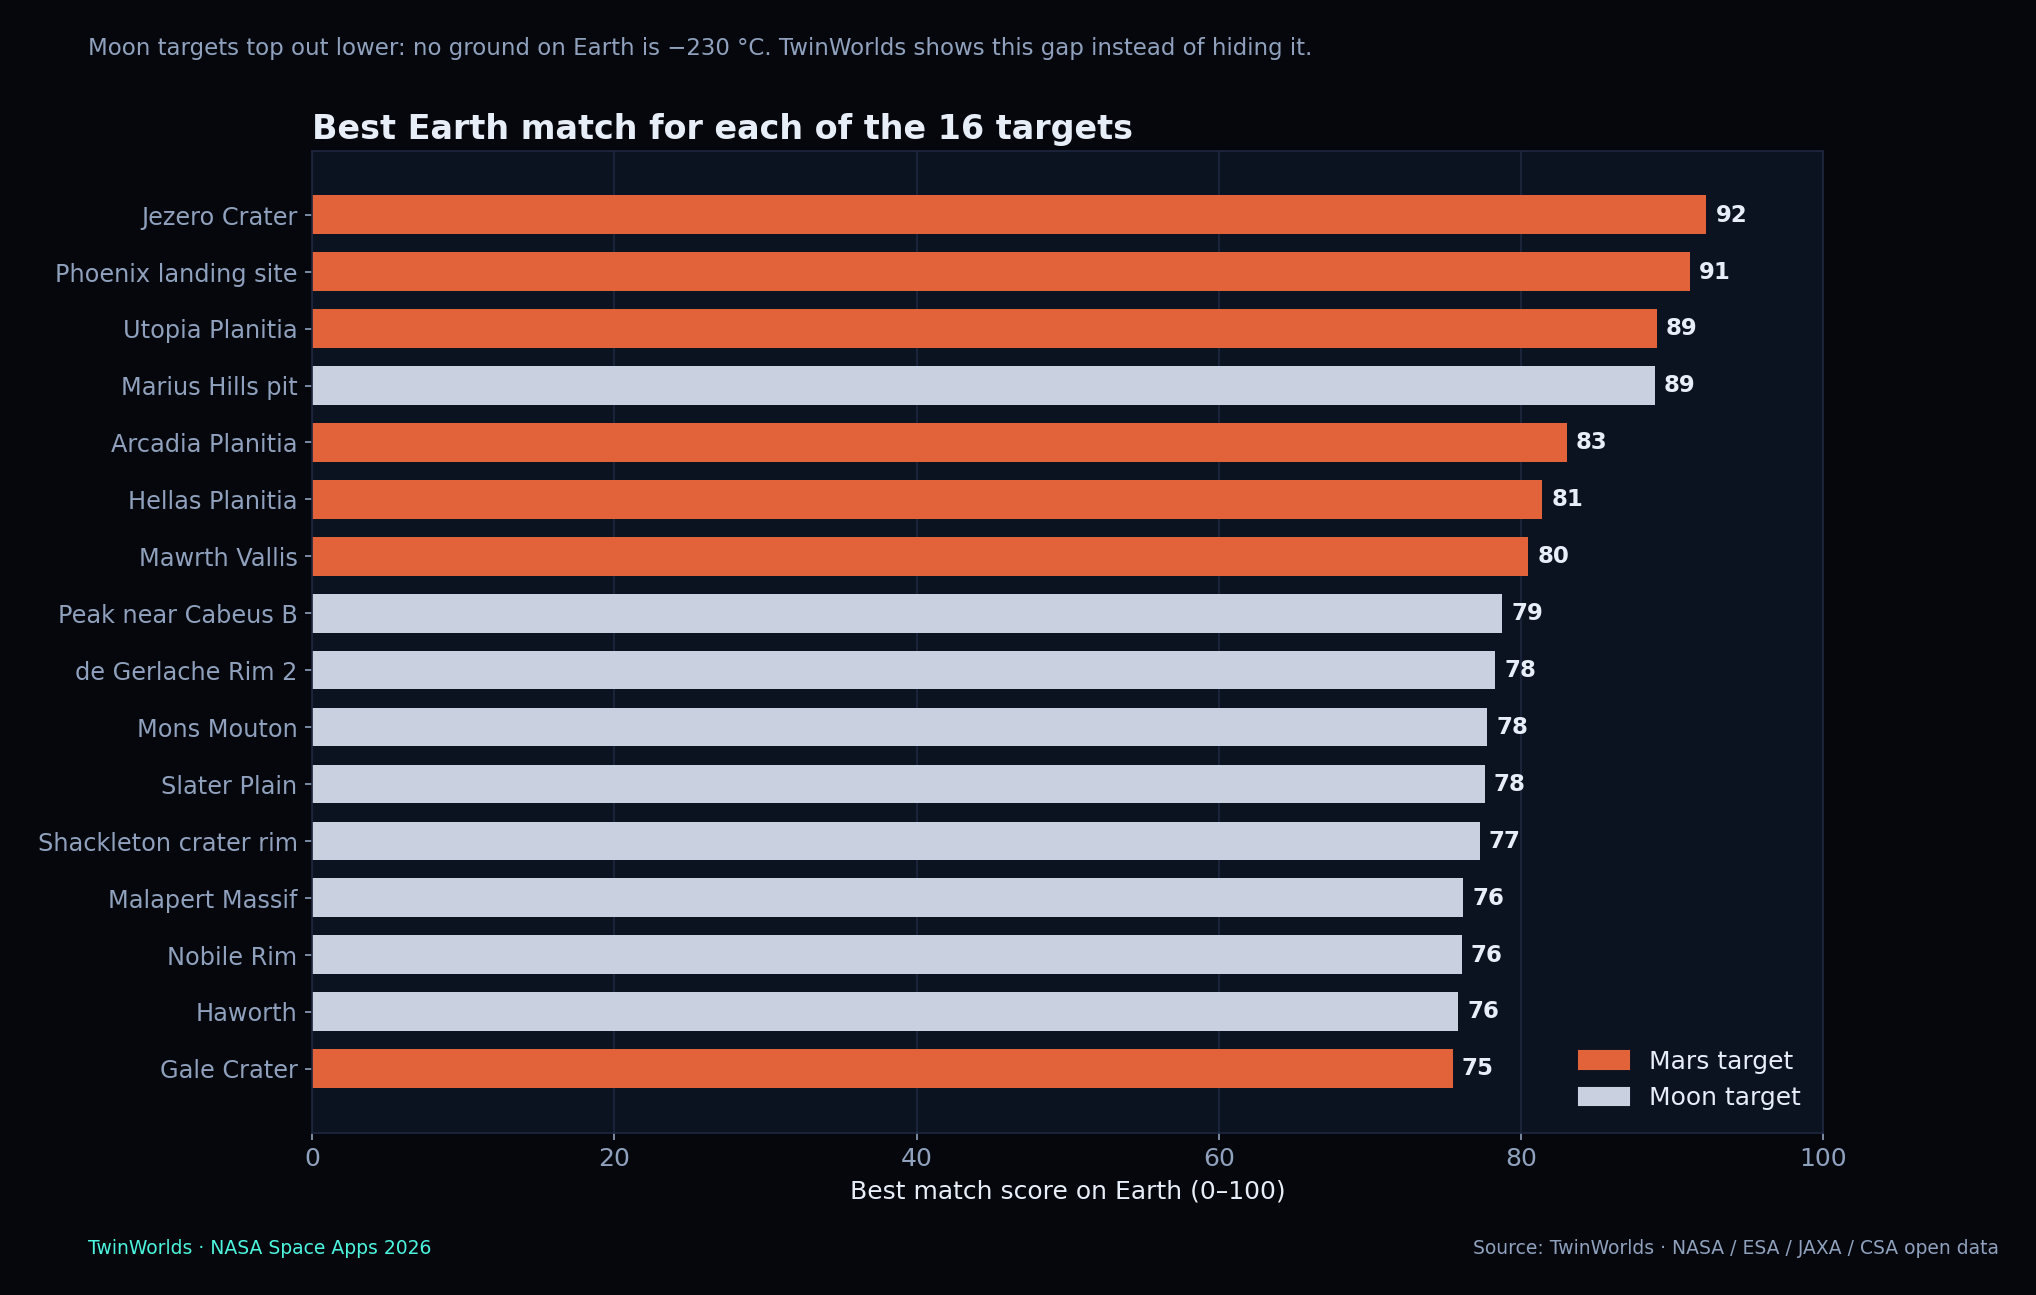 Moon targets top out lower: no ground on Earth is −230 °C. TwinWorlds shows this gap instead of hiding it.
Best Earth match for each of the 16 targets
Jezero Crater 92
Phoenix landing site 91
Utopia Planitia 89
Marius Hills pit 89
Arcadia Planitia 83
Hellas Planitia 81
Mawrth Vallis 80
Peak near Cabeus B 79
de Gerlache Rim 2 78
Mons Mouton 78
Slater Plain 78
Shackleton crater rim 77
Malapert Massif 76
Nobile Rim 76
Haworth 76
Gale Crater 75
Mars target
Moon target
0 20 40 60 80 100
Best match score on Earth (0–100)
TwinWorlds · NASA Space Apps 2026
Source: TwinWorlds · NASA / ESA / JAXA / CSA open data